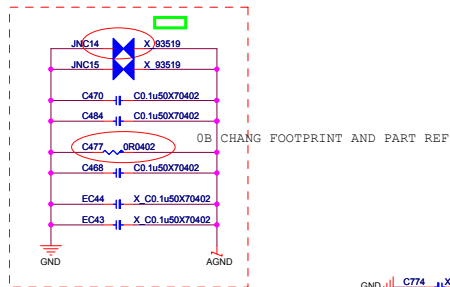 JNC14 X_93519
JNC15 X_93519
C470 C0.1u50X70402
C484 C0.1u50X70402
0B CHANG FOOTPRINT AND PART REF
C477 0R0402
C468 C0.1u50X70402
EC44 X_C0.1u50X70402
EC43 X_C0.1u50X70402
GND AGND
GND C774 X